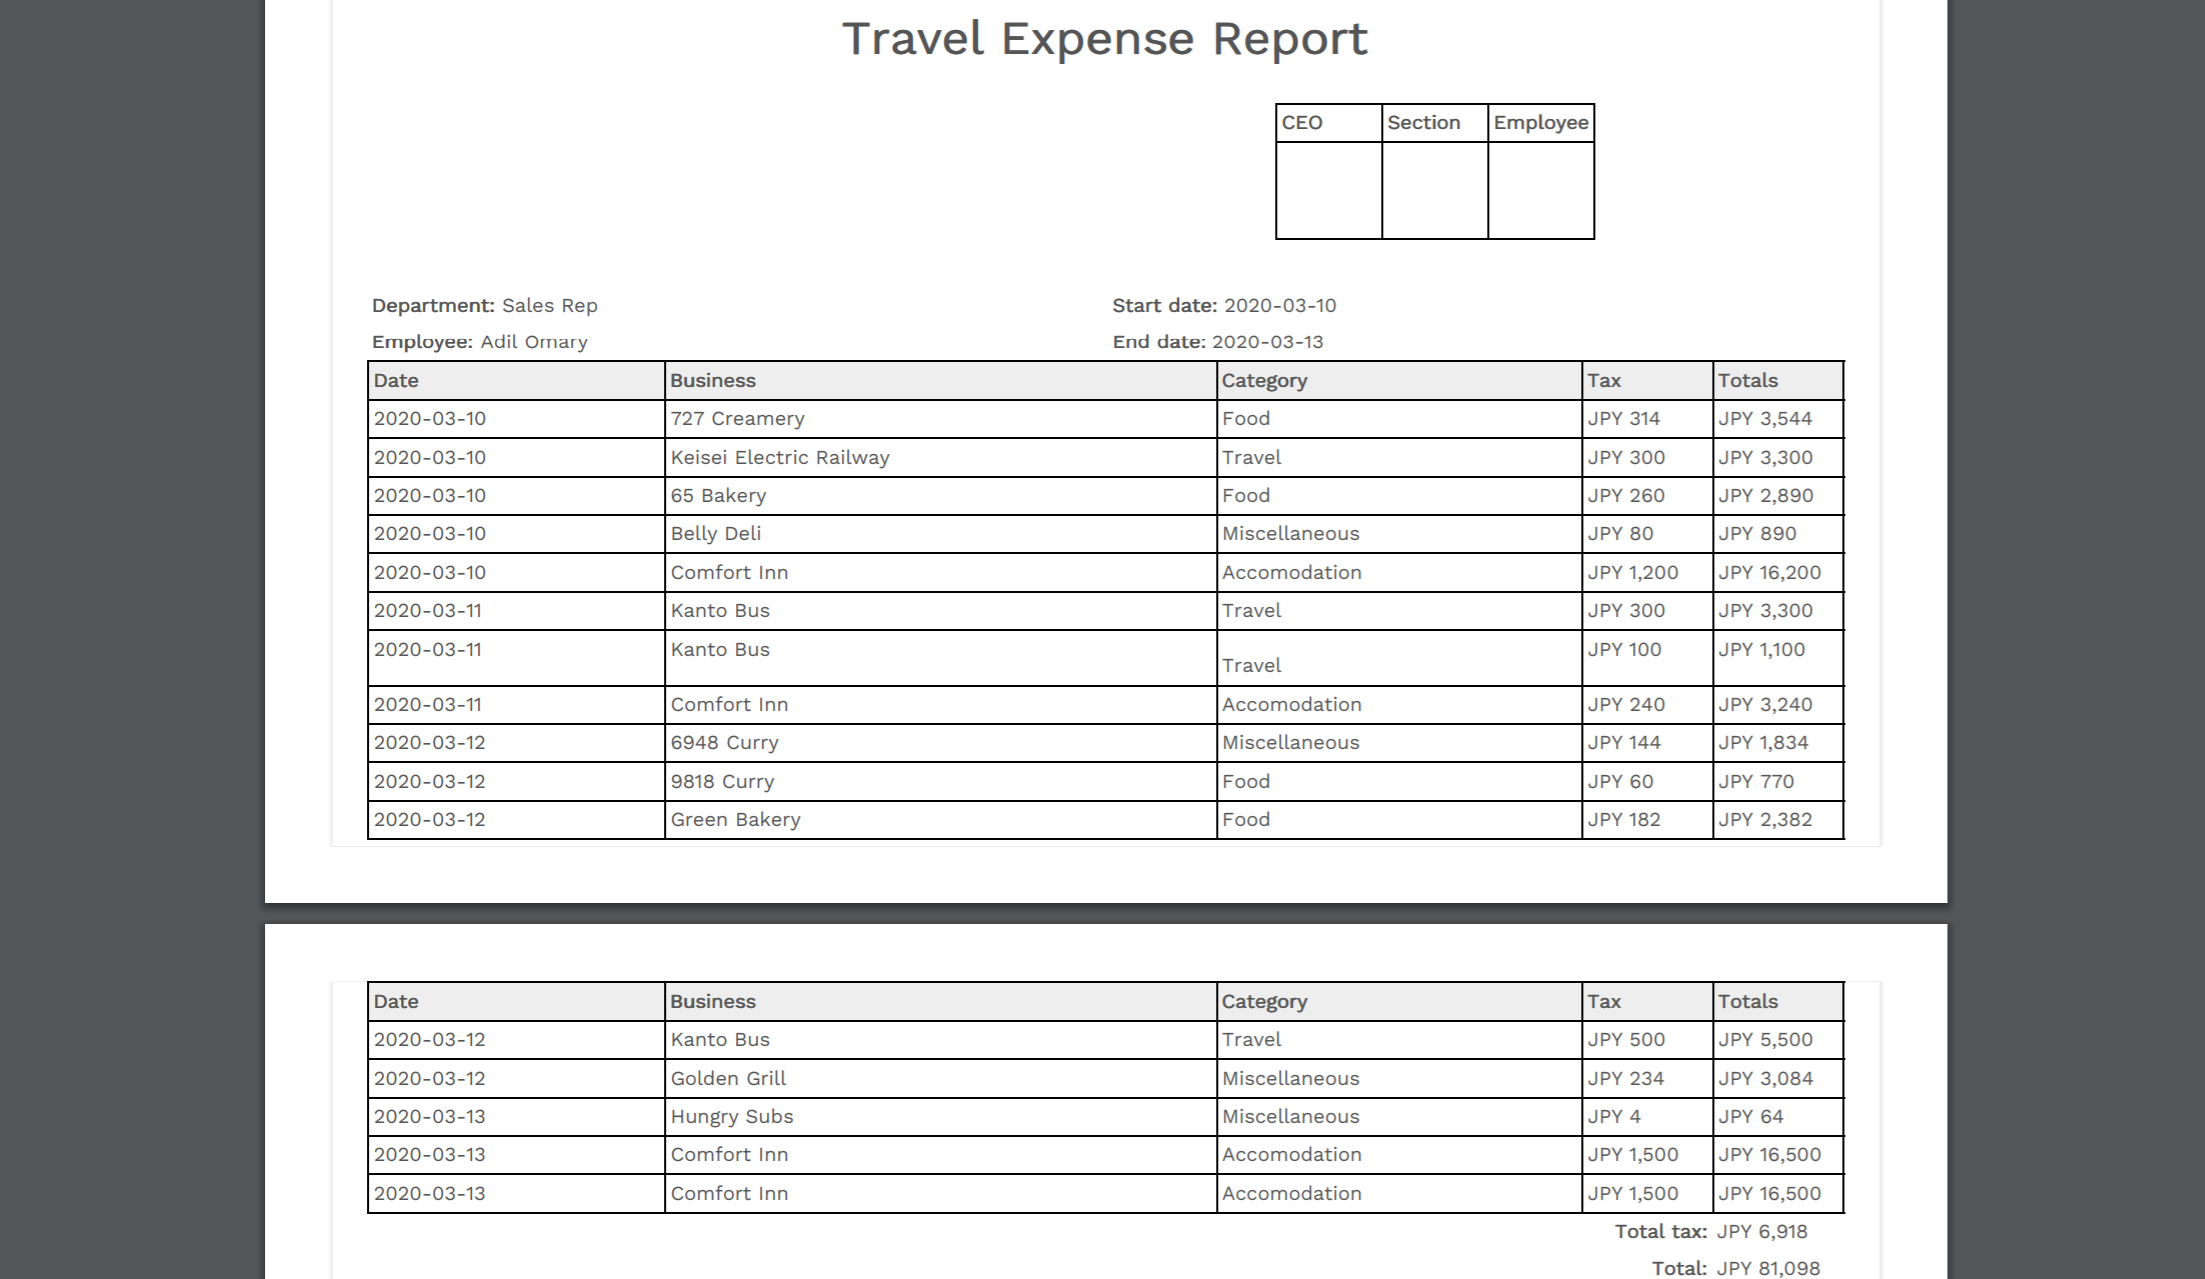 Travel Expense Report
CEO Section Employee
Department: Sales Rep Start date: 2020-03-10
Employee: Adil Omary End date: 2020-03-13
Date Business Category Tax Totals
2020-03-10 727 Creamery Food JPY 314 JPY 3,544
2020-03-10 Keisei Electric Railway Travel JPY 300 JPY 3,300
2020-03-10 65 Bakery Food JPY 260 JPY 2,890
2020-03-10 Belly Deli Miscellaneous JPY 80 JPY 890
2020-03-10 Comfort Inn Accomodation JPY 1,200 JPY 16,200
2020-03-11 Kanto Bus Travel JPY 300 JPY 3,300
2020-03-11 Kanto Bus Travel JPY 100 JPY 1,100
2020-03-11 Comfort Inn Accomodation JPY 240 JPY 3,240
2020-03-12 6948 Curry Miscellaneous JPY 144 JPY 1,834
2020-03-12 9818 Curry Food JPY 60 JPY 770
2020-03-12 Green Bakery Food JPY 182 JPY 2,382
Date Business Category Tax Totals
2020-03-12 Kanto Bus Travel JPY 500 JPY 5,500
2020-03-12 Golden Grill Miscellaneous JPY 234 JPY 3,084
2020-03-13 Hungry Subs Miscellaneous JPY 4 JPY 64
2020-03-13 Comfort Inn Accomodation JPY 1,500 JPY 16,500
2020-03-13 Comfort Inn Accomodation JPY 1,500 JPY 16,500
Total tax: JPY 6,918
Total: JPY 81,098